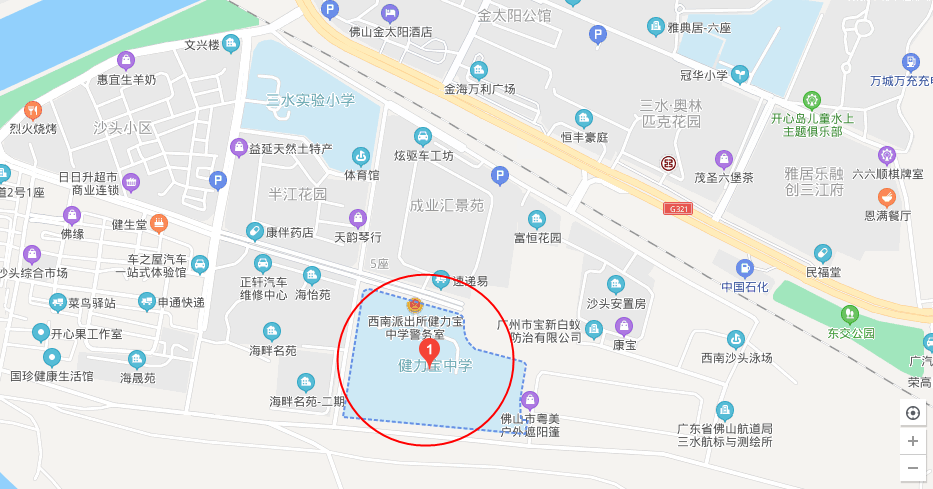 金太阳公馆
佛山金太阳酒店
雅典居-六座
文兴楼
惠宜生羊奶
金海万利广场
冠华小学
万城万充充电
三水实验小学
三水·奥林
匹克花园
开心岛儿童水上
主题俱乐部
烈火烧烤
沙头小区
恒丰豪庭
益延天然土特产
炫驱车工坊
体育馆
茂圣六堡茶
雅居乐融
创三江府
六六顺棋牌室
日日升超市
商业连锁
道2号1座
半江花园
成业汇景苑
G321
恩满餐厅
佛缘
健生堂
康伴药店
天韵琴行
富恒花园
沙头综合市场
车之屋汽车
一站式体验馆
5座
民福堂
正轩汽车
维修中心
海怡苑
速递易
中国石化
菜鸟驿站
申通快递
沙头安置房
西南派出所健力宝
中学警务室
广州市宝新白蚁
防治有限公司
康宝
东交公园
开心果工作室
海畔名苑
1
健力宝中学
西南沙头泳场
广汽
荣高
国珍健康生活馆
海晟苑
海畔名苑-二期
佛山市粤美
户外遮阳篷
广东省佛山航道局
三水航标与测绘所